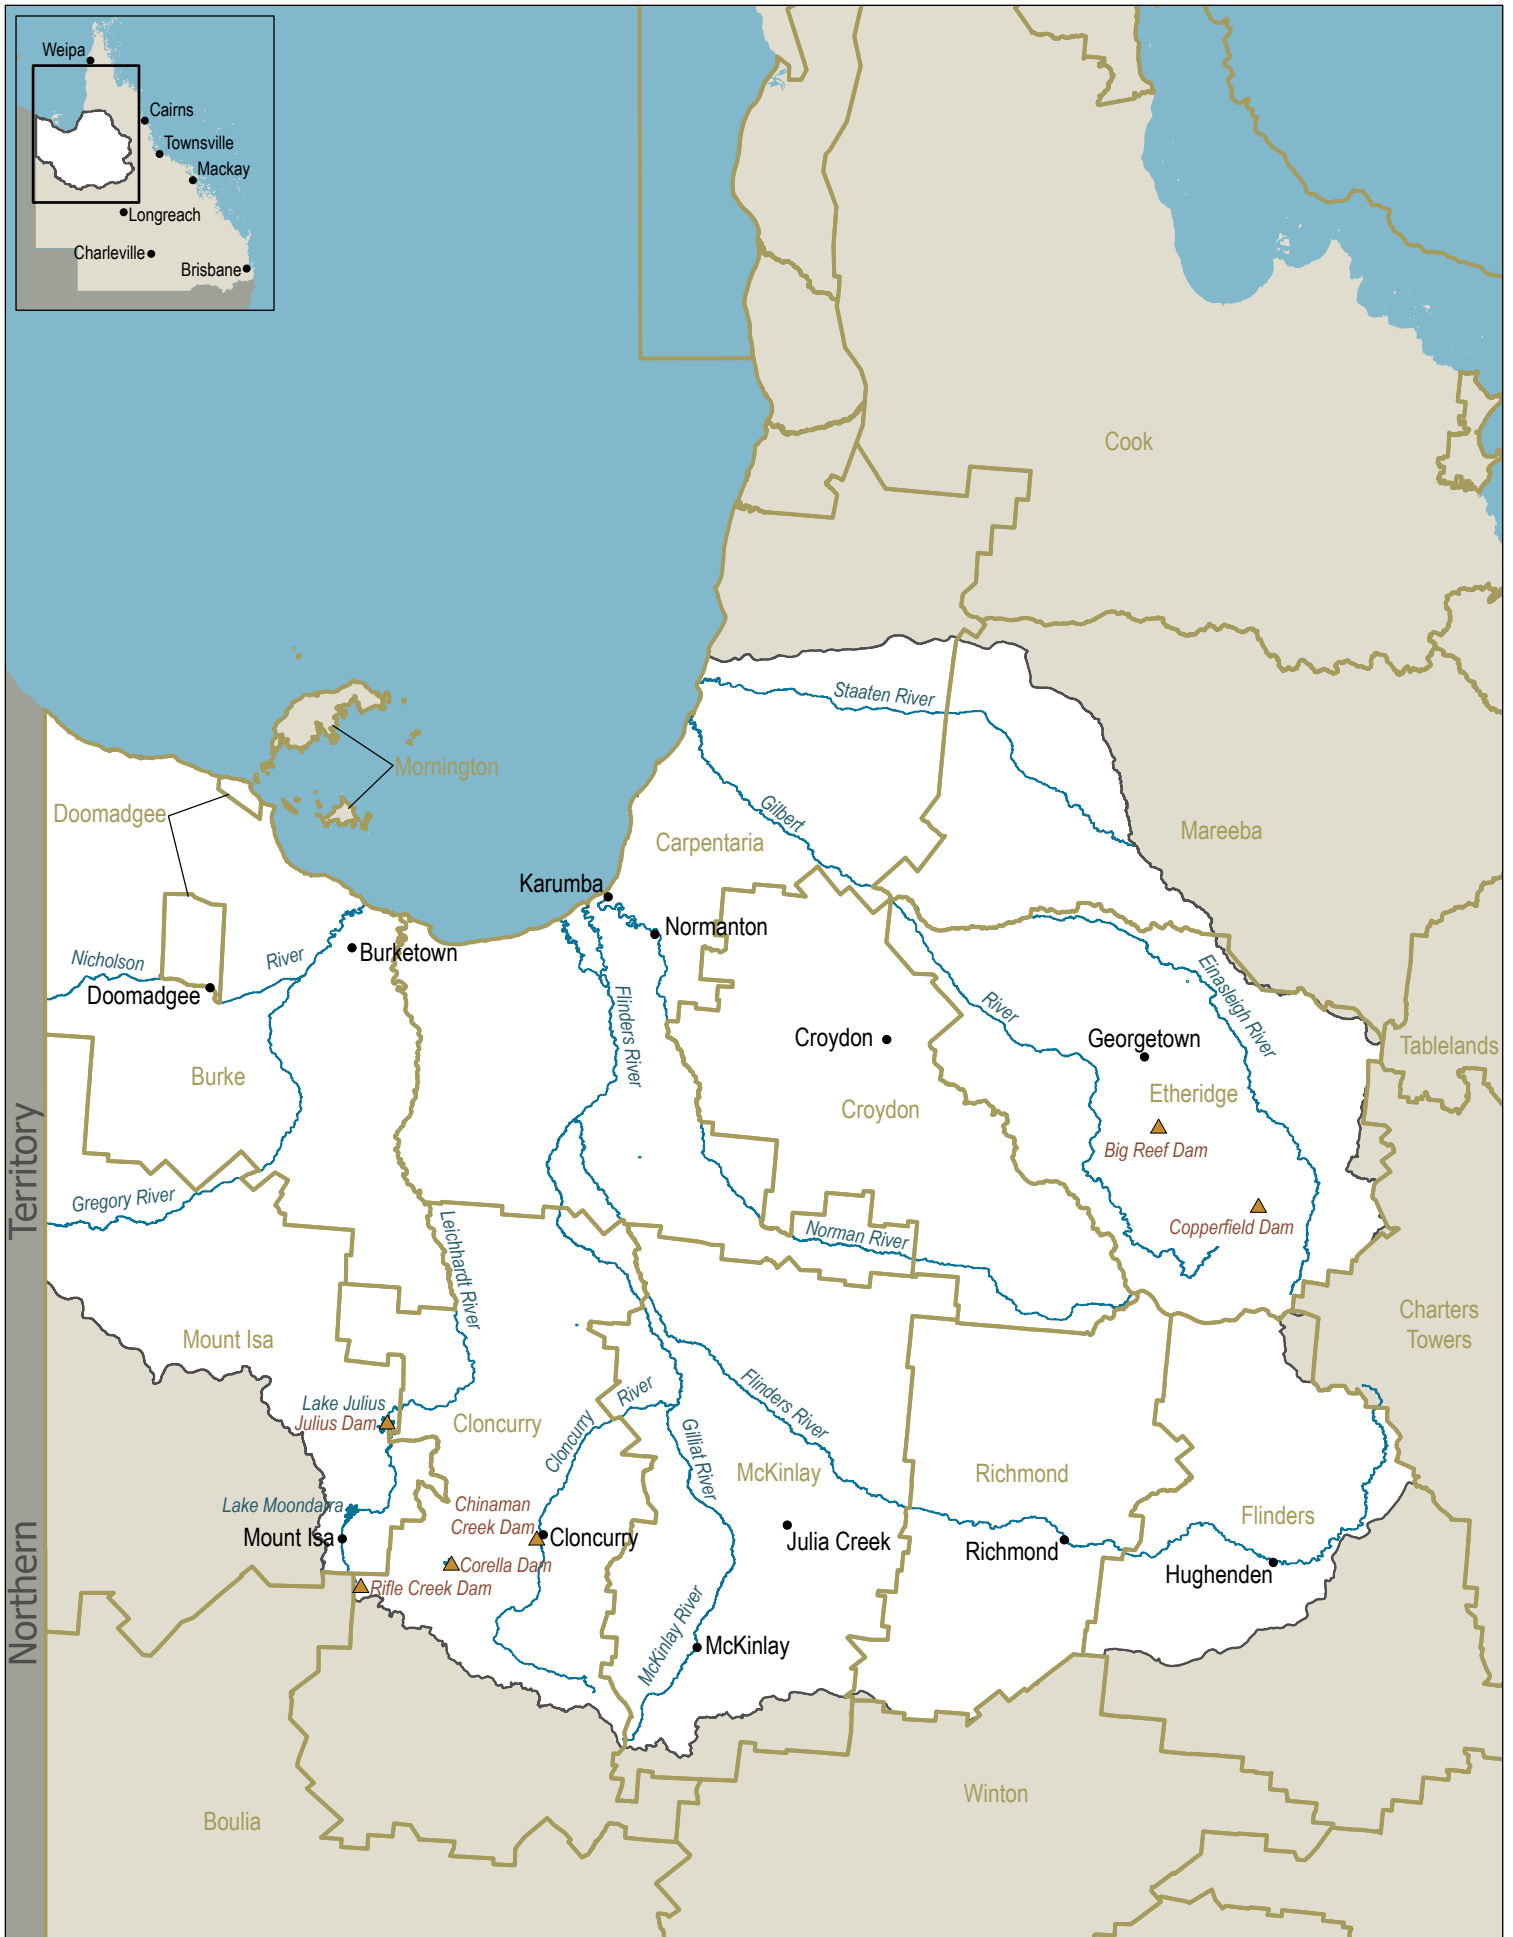 Weipa
Cairns
Townsville
Mackay
Longreach
Charleville
Brisbane
Cook
Staaten River
Mornington
Doomadgee
Gilbert
Mareeba
Carpentaria
Karumba
Normanton
Burketown
Nicholson
River
Doomadgee
Flinders River
Einasleigh River
River
Croydon
Georgetown
Tablelands
Burke
Etheridge
Croydon
Big Reef Dam
Territory
Gregory River
Leichhardt River
Norman River
Copperfield Dam
Charters
Towers
Mount Isa
Lake Julius
Julius Dam
River
Cloncurry
Cloncurry
Flinders River
Gilliat River
McKinlay
Richmond
Lake Moondarra
Chinaman
Creek Dam
Flinders
Mount Isa
Cloncurry
Julia Creek
Richmond
Northern
Corella Dam
Hughenden
Rifle Creek Dam
McKinlay River
McKinlay
Winton
Boulia